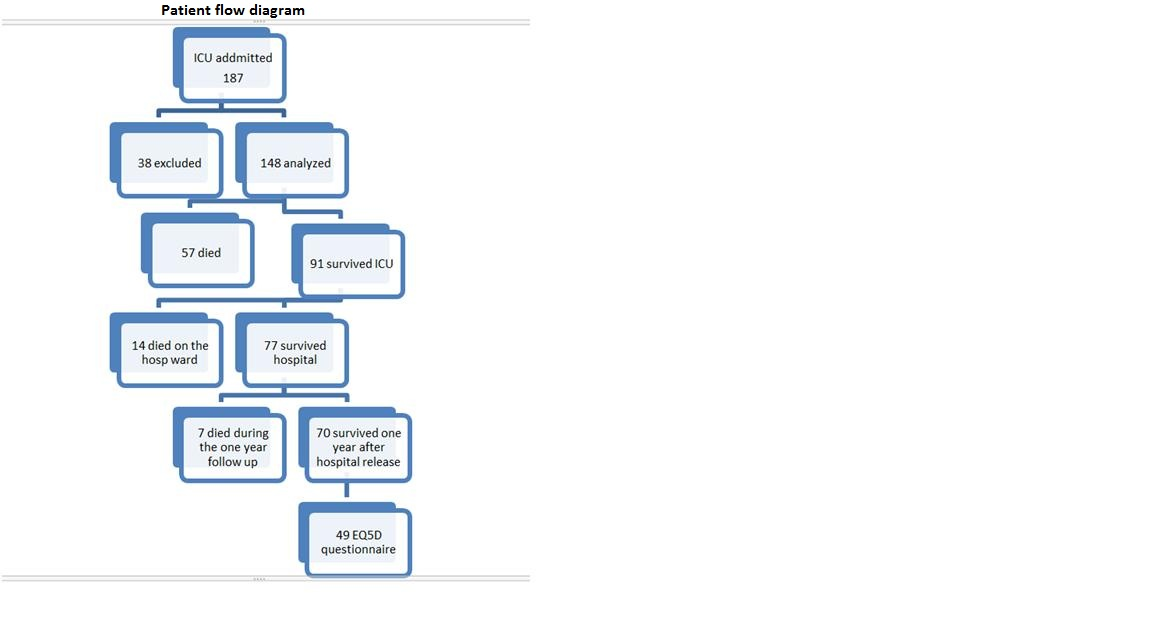 Patient flow diagram
ICU addmitted
187
38 excluded
148 analyzed
57 died
91 survived ICU
14 died on the
hosp ward
77 survived
hospital
7 died during
the one year
follow up
70 survived one
year after
hospital release
49 EQ5D
questionnaire